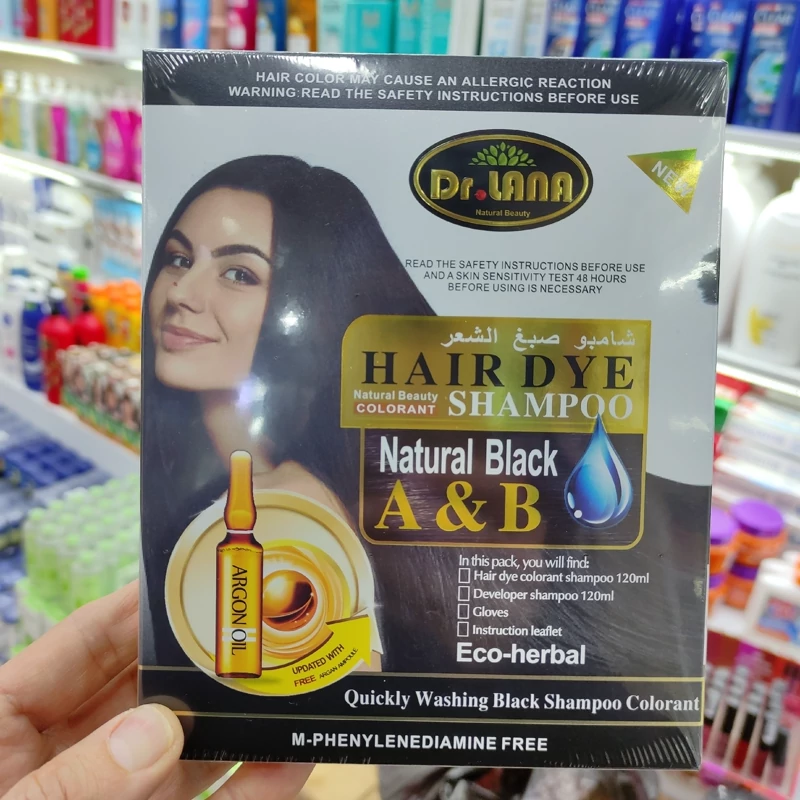 HAIR COLOR MAY CAUSE AN ALLERGIC REACTION
WARNING:READ THE SAFETY INSTRUCTIONS BEFORE USE
Dr.LANA
Natural Beauty
NEW
READ THE SAFETY INSTRUCTIONS BEFORE USE
AND A SKIN SENSITIVITY TEST 48 HOURS
BEFORE USING IS NECESSARY
شامبو صبغ الشعر
HAIR DYE
Natural Beauty
COLORANT
SHAMPOO
Natural Black
A & B
In this pack, you will find:
Hair dye colorant shampoo 120ml
Developer shampoo 120ml
Gloves
Instruction leaflet
Eco-herbal
ARGON OIL
UPDATED WITH
FREE ARGAN AMPOULE
Quickly Washing Black Shampoo Colorant
M-PHENYLENEDIAMINE FREE
CLEAR